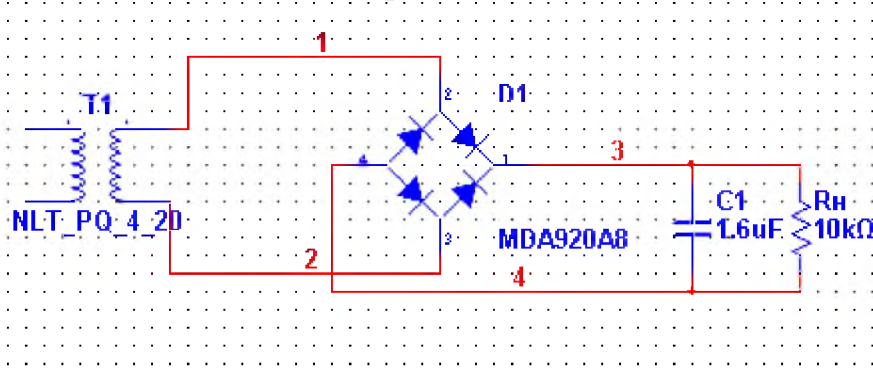 1
T1
2
D1
4
1
3
NLT_PQ_4_20
C1
1.6uF
Rн
10kΩ
3
MDA920A8
2
4